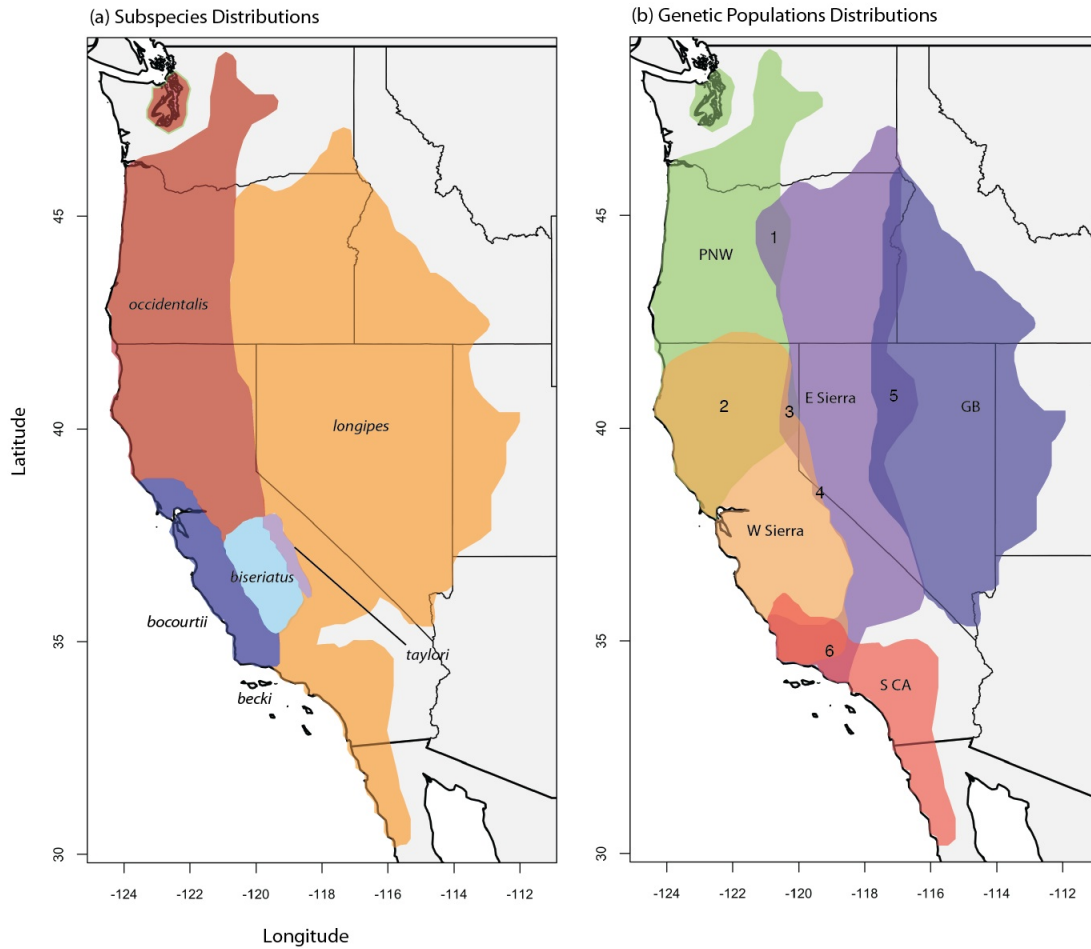 (a) Subspecies Distributions
(b) Genetic Populations Distributions
occidentalis
longipes
biseriatus
bocourtii
taylori
becki
PNW
1
2
3
E Sierra
5
GB
4
W Sierra
6
S CA
Latitude
45
40
35
30
45
40
35
30
-124 -122 -120 -118 -116 -114 -112
-124 -122 -120 -118 -116 -114 -112
Longitude